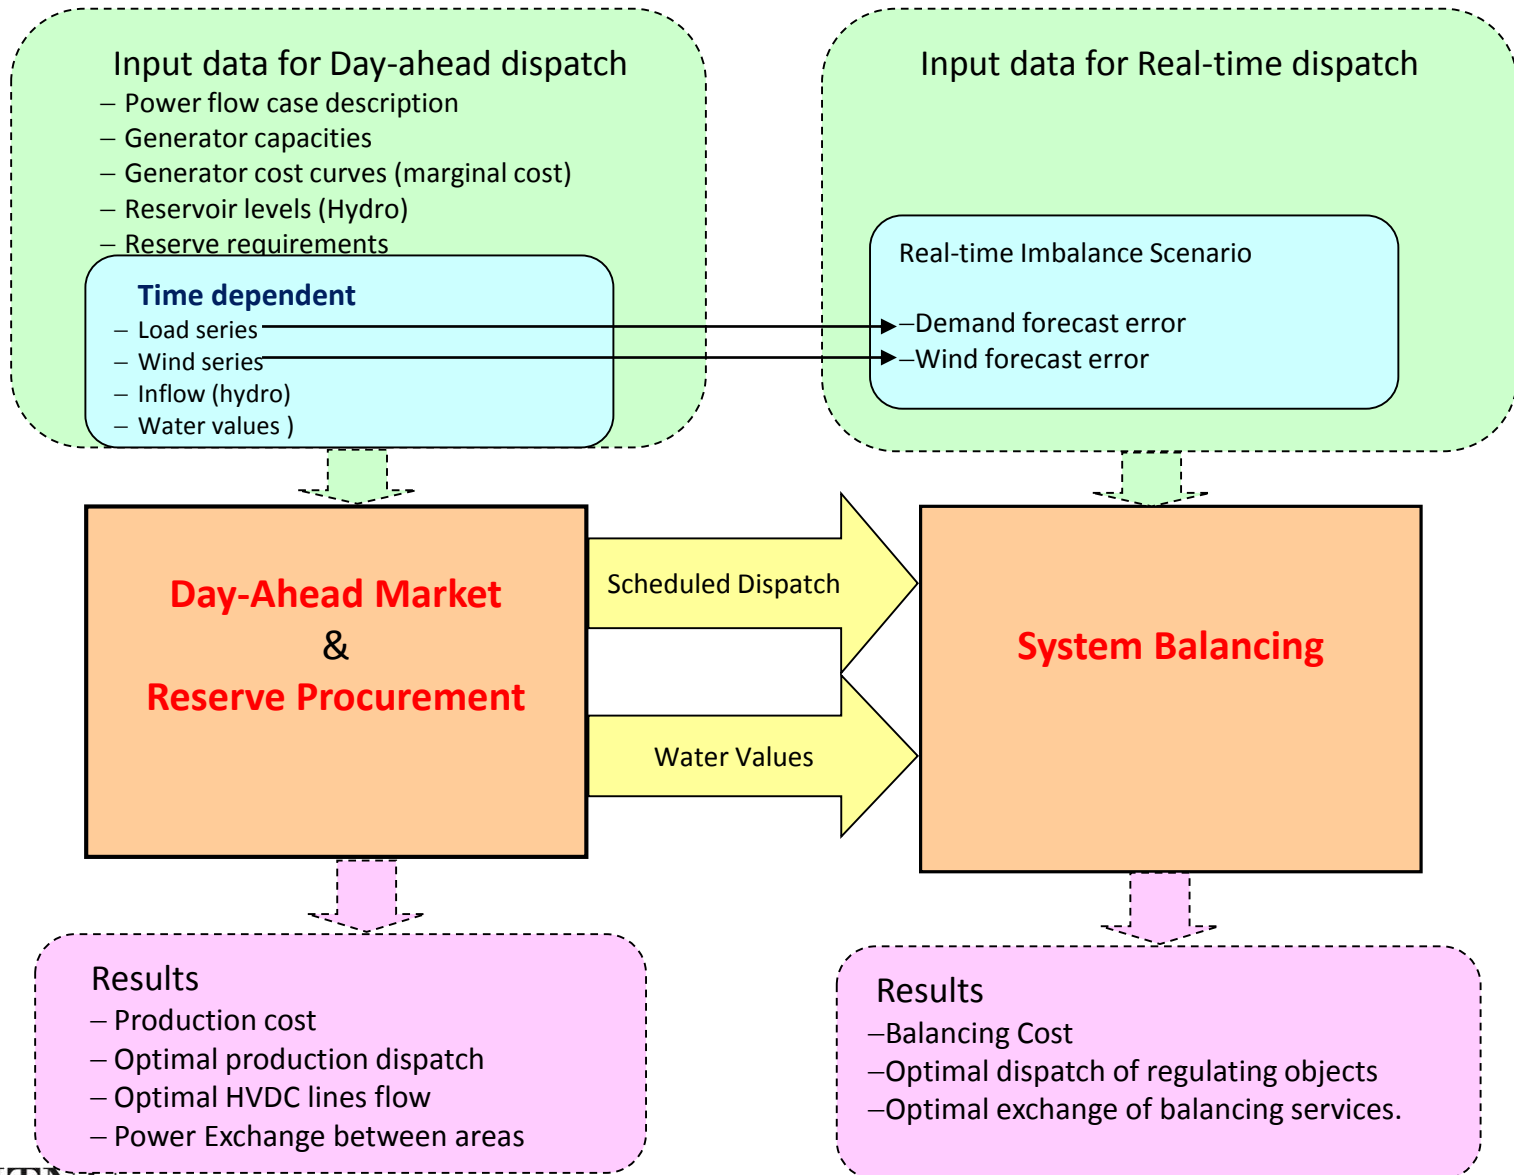 Input data for Day-ahead dispatch
– Power flow case description
– Generator capacities
– Generator cost curves (marginal cost)
– Reservoir levels (Hydro)
– Reserve requirements
Time dependent
– Load series
– Wind series
– Inflow (hydro)
– Water values )
Input data for Real-time dispatch
Real-time Imbalance Scenario
–Demand forecast error
–Wind forecast error
Day-Ahead Market
&
Reserve Procurement
Scheduled Dispatch
Water Values
System Balancing
Results
– Production cost
– Optimal production dispatch
– Optimal HVDC lines flow
– Power Exchange between areas
Results
–Balancing Cost
–Optimal dispatch of regulating objects
–Optimal exchange of balancing services.